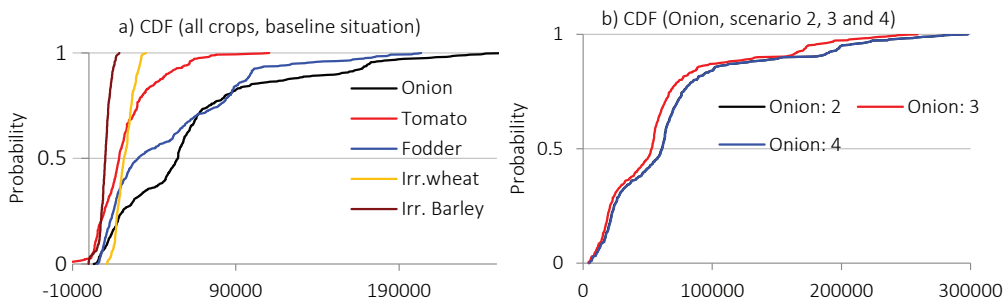 a) CDF (all crops, baseline situation)
Probability
1
0.5
0
-10000
90000
190000
Onion
Tomato
Fodder
Irr.wheat
Irr. Barley
b) CDF (Onion, scenario 2, 3 and 4)
Probability
1
0.5
0
0
100000
200000
300000
Onion: 2
Onion: 3
Onion: 4